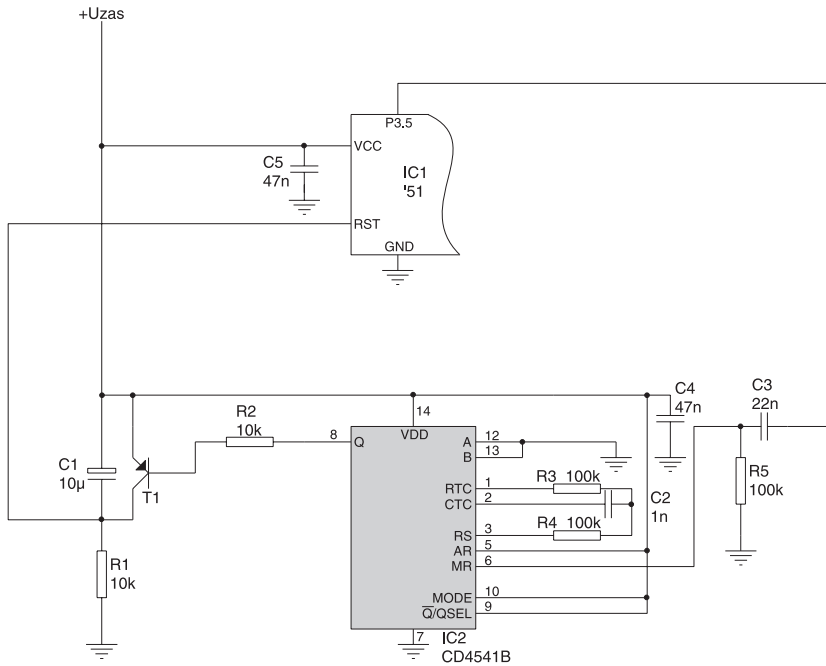 +Uzas
P3.5
VCC
C5
47n
IC1
'51
RST
GND
C4
47n
C3
22n
R2
10k
14
VDD
8
Q
A
12
B
13
C1
10µ
T1
RTC
1
R3 100k
CTC
2
C2
1n
R5
100k
RS
3
R4 100k
AR
5
MR
6
R1
10k
MODE
10
Q̅/QSEL
9
7
IC2
CD4541B